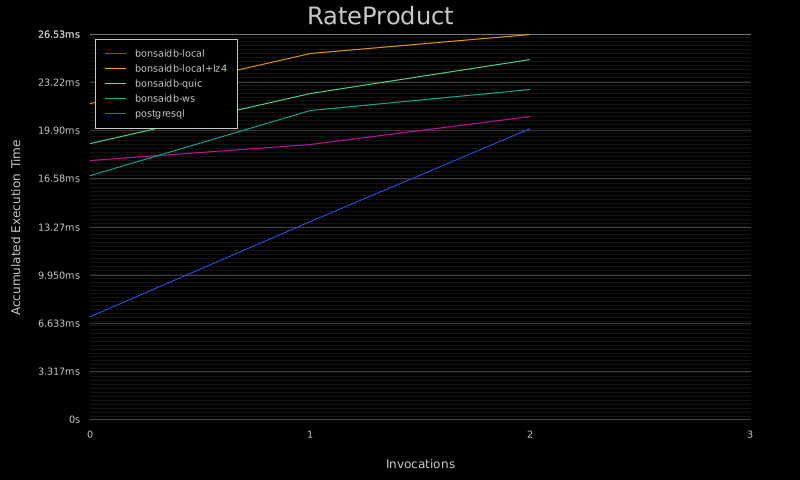 RateProduct
26.53ms
23.22ms
19.90ms
16.58ms
13.27ms
9.950ms
6.633ms
3.317ms
0s
bonsaidb-local
bonsaidb-local+lz4
bonsaidb-quic
bonsaidb-ws
postgresql
Accumulated Execution Time
0 1 2 3
Invocations